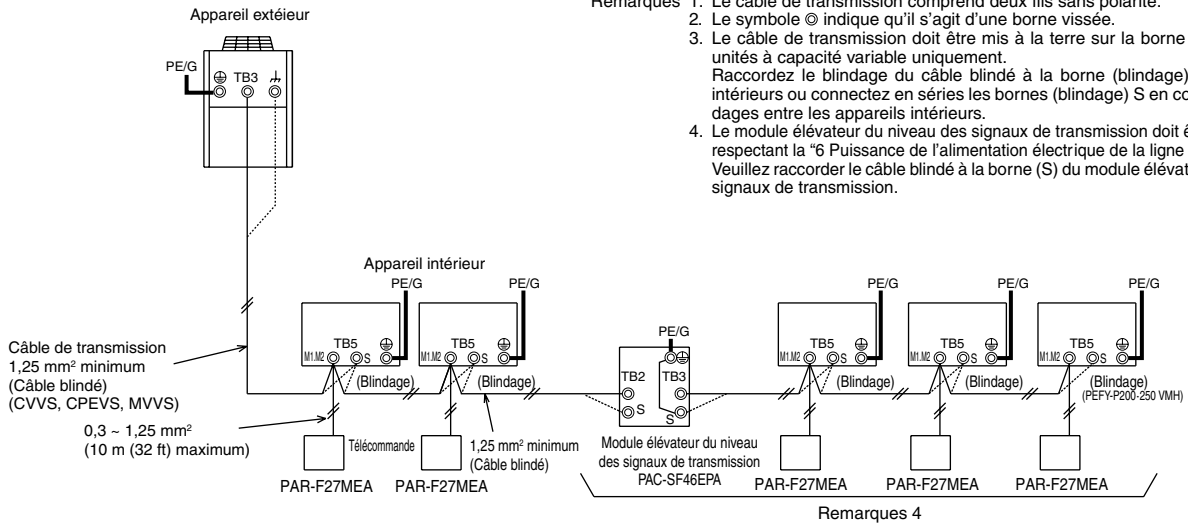 Remarques 1. Le câble de transmission comprend deux fils sans polarité.
2. Le symbole ◎ indique qu'il s'agit d'une borne vissée.
3. Le câble de transmission doit être mis à la terre sur la borne
unités à capacité variable uniquement.
Raccordez le blindage du câble blindé à la borne (blindage)
intérieurs ou connectez en séries les bornes (blindage) S en co
dages entre les appareils intérieurs.
4. Le module élévateur du niveau des signaux de transmission doit ê
respectant la "6 Puissance de l'alimentation électrique de la ligne
Veuillez raccorder le câble blindé à la borne (S) du module élévat
signaux de transmission.
Appareil extéieur
PE/G
TB3
Appareil intérieur
PE/G
PE/G
PE/G
PE/G
PE/G
PE/G
M1.M2
TB5
S
M1.M2
TB5
S
TB2
TB3
S
S
M1.M2
TB5
S
M1.M2
TB5
S
M1.M2
TB5
S
Câble de transmission
1,25 mm² minimum
(Câble blindé)
(CVVS, CPEVS, MVVS)
(Blindage)
(Blindage)
(Blindage)
(Blindage)
(Blindage)
(PEFY-P200·250 VMH)
0,3 ~ 1,25 mm²
(10 m (32 ft) maximum)
Télécommande
1,25 mm² minimum
(Câble blindé)
Module élévateur du niveau
des signaux de transmission
PAC-SF46EPA
PAR-F27MEA
PAR-F27MEA
PAR-F27MEA
PAR-F27MEA
PAR-F27MEA
Remarques 4